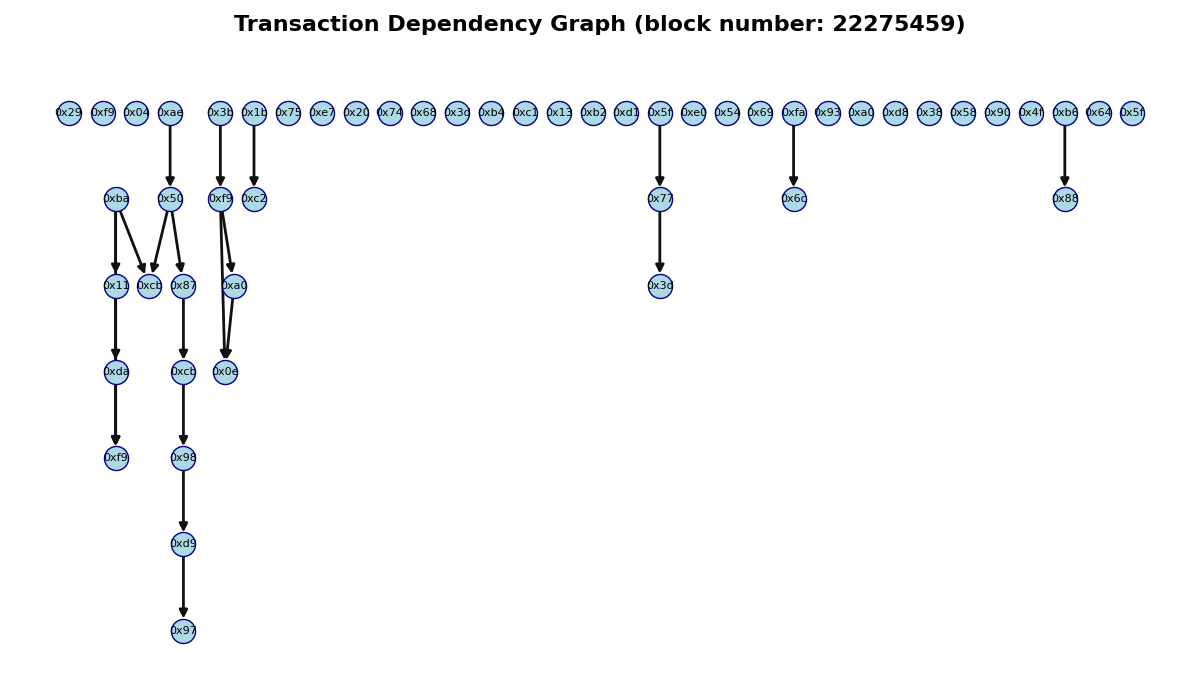 Transaction Dependency Graph (block number: 22275459)
0x29 0xf9 0x04 0xae 0x3b 0x1b 0x75 0xe7 0x20 0x74 0x68 0x3d 0xb4 0xc1 0x13 0xb2 0xd1 0x5f 0xe0 0x54 0x69 0xfa 0x93 0xa0 0xd8 0x38 0x58 0x90 0x4f 0xb6 0x64 0x5f
0xba 0x50 0xf9 0xc2 0x77 0x6c 0x88
0x11 0xcb 0x87 0xa0 0x3d
0xda 0xcb 0x0e
0xf9 0x98
0xd9
0x97